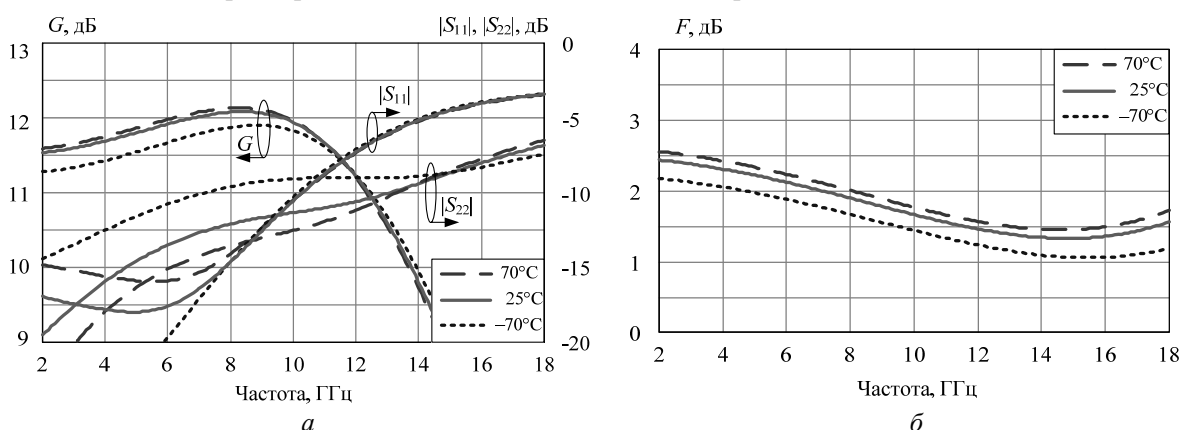 G, дБ
|S11|, |S22|, дБ
13
12
11
10
9
0
-5
-10
-15
-20
|S11|
G
|S22|
70°C
25°C
–70°C
2 4 6 8 10 12 14 16 18
Частота, ГГц
а
F, дБ
4
3
2
1
0
70°C
25°C
–70°C
2 4 6 8 10 12 14 16 18
Частота, ГГц
б